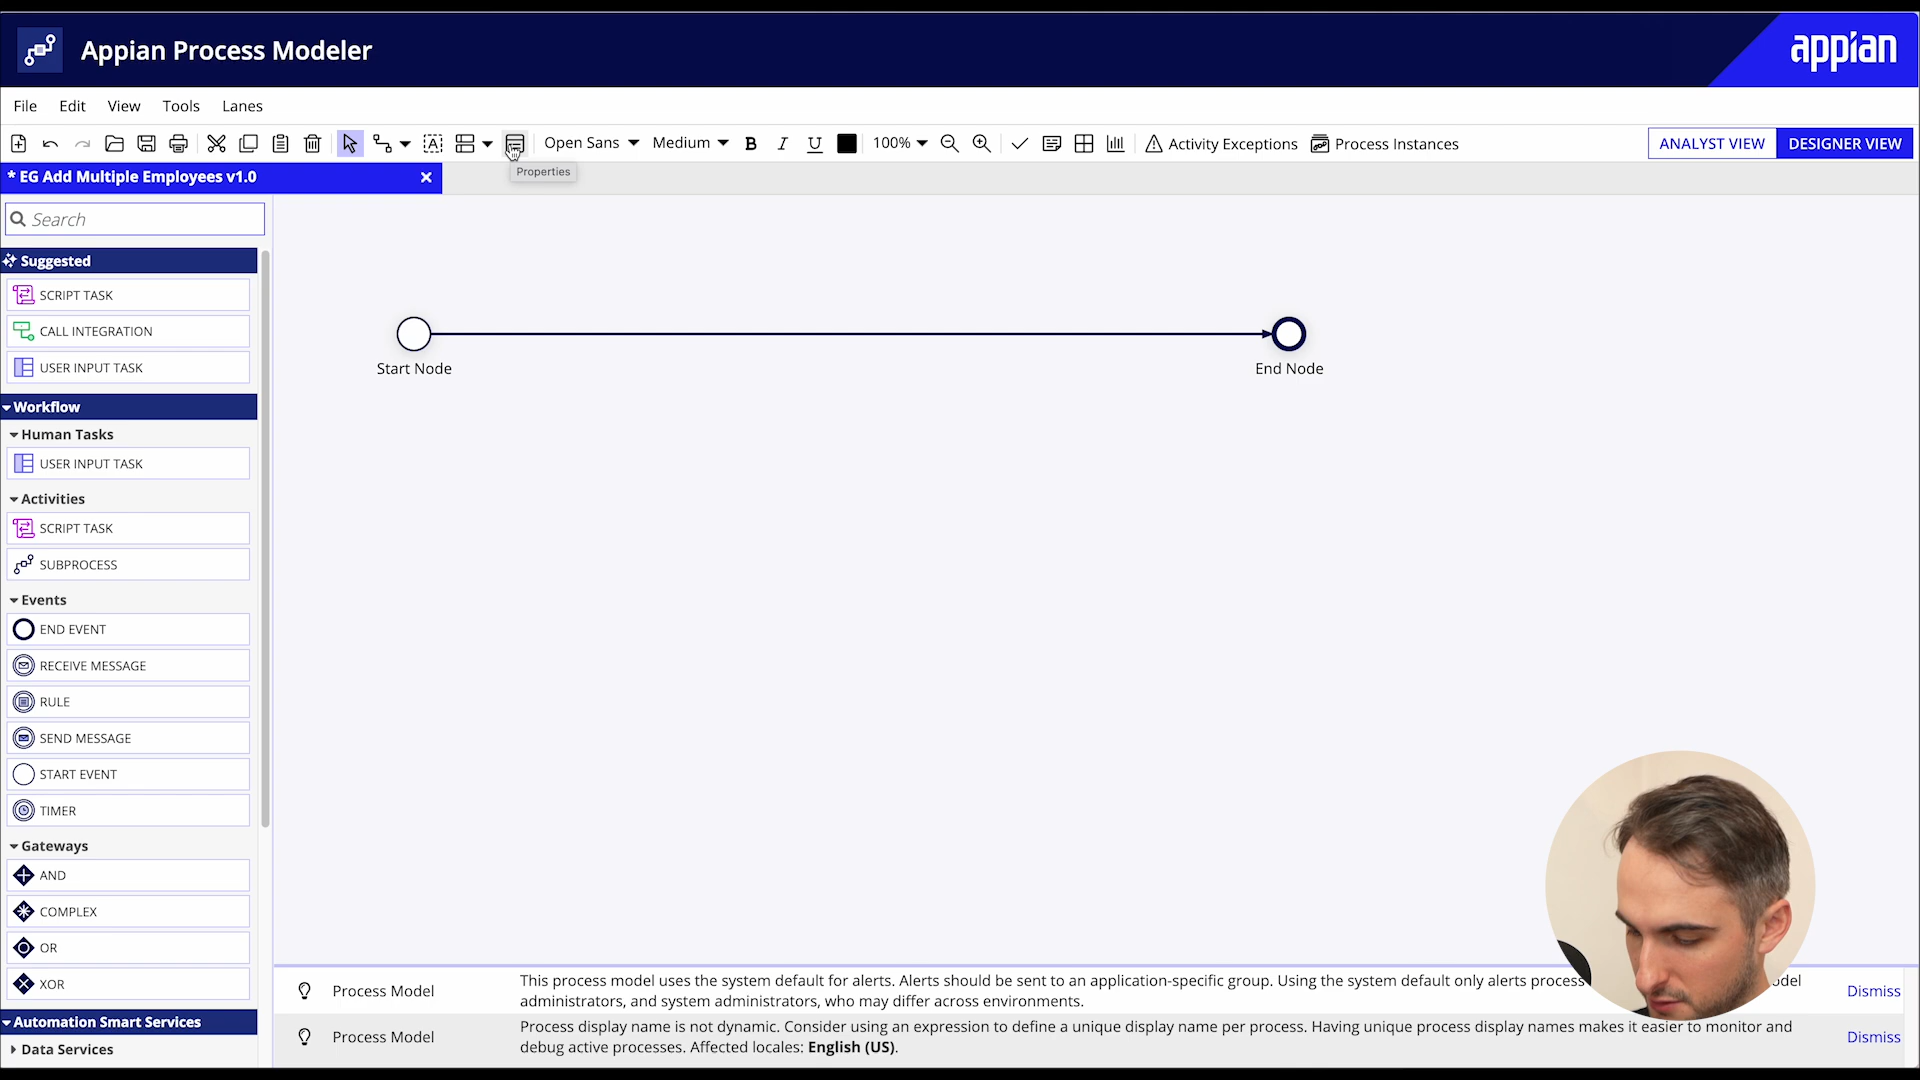 Appian Process Modeler
appian
File Edit View Tools Lanes
Open Sans Medium B I U 100% Activity Exceptions Process Instances ANALYST VIEW DESIGNER VIEW
* EG Add Multiple Employees v1.0
Properties
Search
Suggested
SCRIPT TASK
CALL INTEGRATION
USER INPUT TASK
Workflow
Human Tasks
USER INPUT TASK
Activities
SCRIPT TASK
SUBPROCESS
Events
END EVENT
RECEIVE MESSAGE
RULE
SEND MESSAGE
START EVENT
TIMER
Gateways
AND
COMPLEX
OR
XOR
Automation Smart Services
Data Services
Start Node
End Node
Process Model
This process model uses the system default for alerts. Alerts should be sent to an application-specific group. Using the system default only alerts process
administrators, and system administrators, who may differ across environments.
Dismiss
Process Model
Process display name is not dynamic. Consider using an expression to define a unique display name per process. Having unique process display names makes it easier to monitor and
debug active processes. Affected locales: English (US).
Dismiss